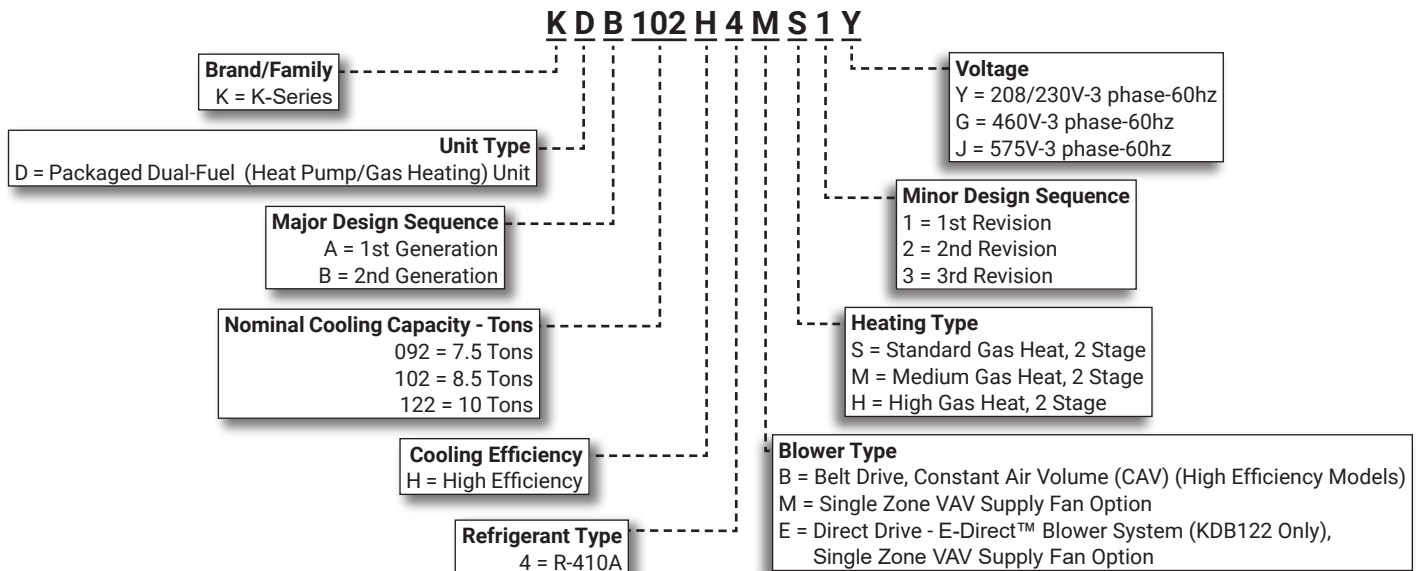 K D B 102 H 4 M S 1 Y
Brand/Family
K = K-Series
Unit Type
D = Packaged Dual-Fuel (Heat Pump/Gas Heating) Unit
Major Design Sequence
A = 1st Generation
B = 2nd Generation
Nominal Cooling Capacity - Tons
092 = 7.5 Tons
102 = 8.5 Tons
122 = 10 Tons
Cooling Efficiency
H = High Efficiency
Refrigerant Type
4 = R-410A
Voltage
Y = 208/230V-3 phase-60hz
G = 460V-3 phase-60hz
J = 575V-3 phase-60hz
Minor Design Sequence
1 = 1st Revision
2 = 2nd Revision
3 = 3rd Revision
Heating Type
S = Standard Gas Heat, 2 Stage
M = Medium Gas Heat, 2 Stage
H = High Gas Heat, 2 Stage
Blower Type
B = Belt Drive, Constant Air Volume (CAV) (High Efficiency Models)
M = Single Zone VAV Supply Fan Option
E = Direct Drive - E-Direct™ Blower System (KDB122 Only),
Single Zone VAV Supply Fan Option